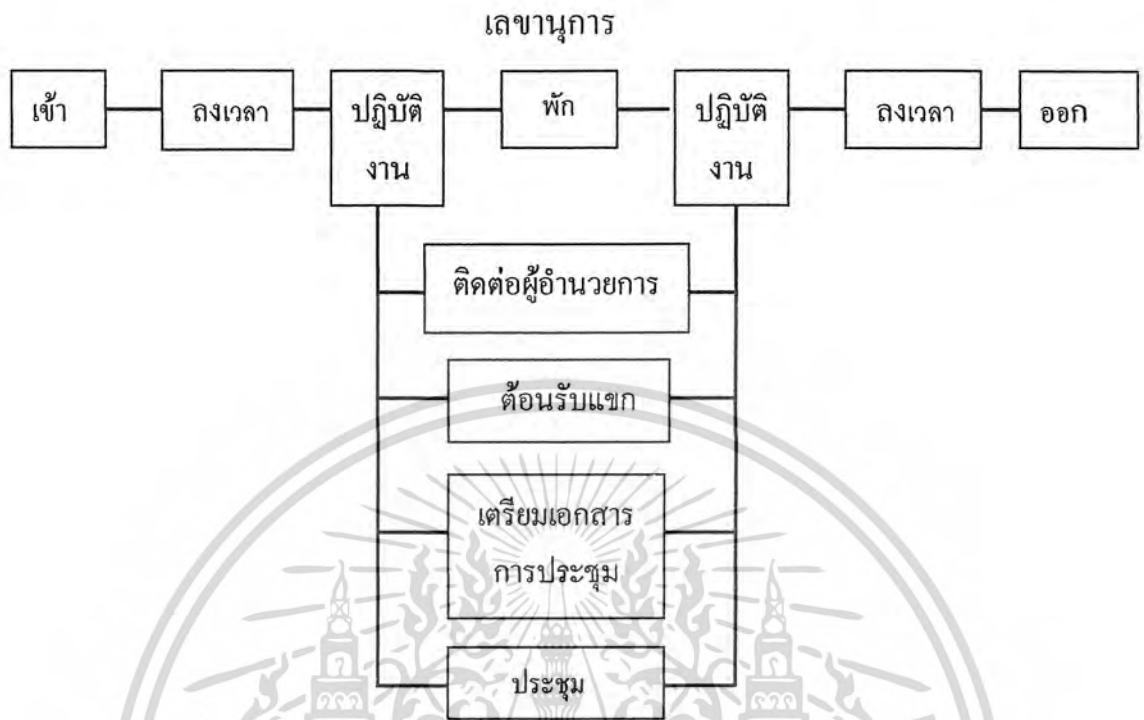 เลขานุการ
เข้า
ลงเวลา
ปฏิบัติ
งาน
พัก
ปฏิบัติ
งาน
ลงเวลา
ออก
ติดต่อผู้อำนวยการ
ต้อนรับแขก
เตรียมเอกสาร
การประชุม
ประชุม